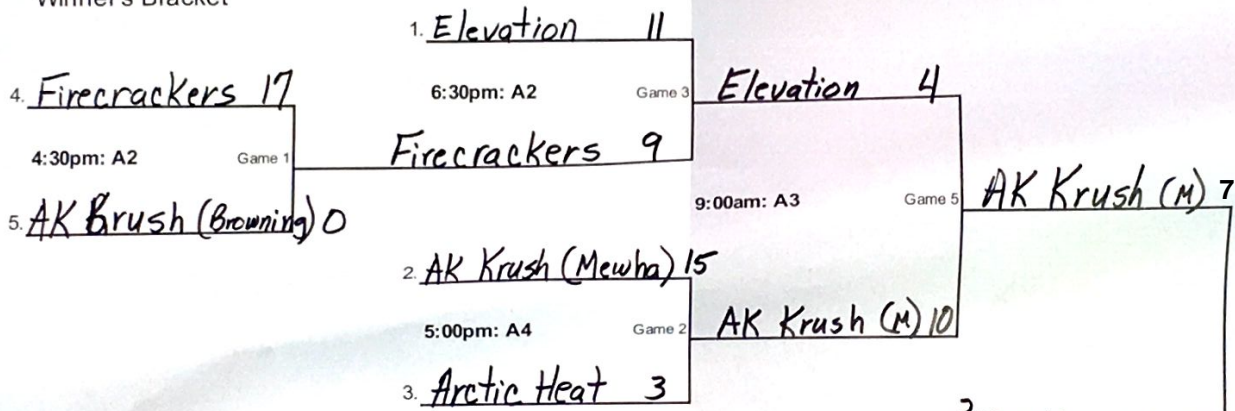 1. Elevation 11
4. Firecrackers 17
6:30pm: A2 Game 3
Elevation 4
4:30pm: A2 Game 1
Firecrackers 9
5. AK Brush (Browning) 0
9:00am: A3 Game 5
AK Krush (M) 7
2. AK Krush (Mewha) 15
5:00pm: A4 Game 2
AK Krush (M) 10
3. Arctic Heat 3